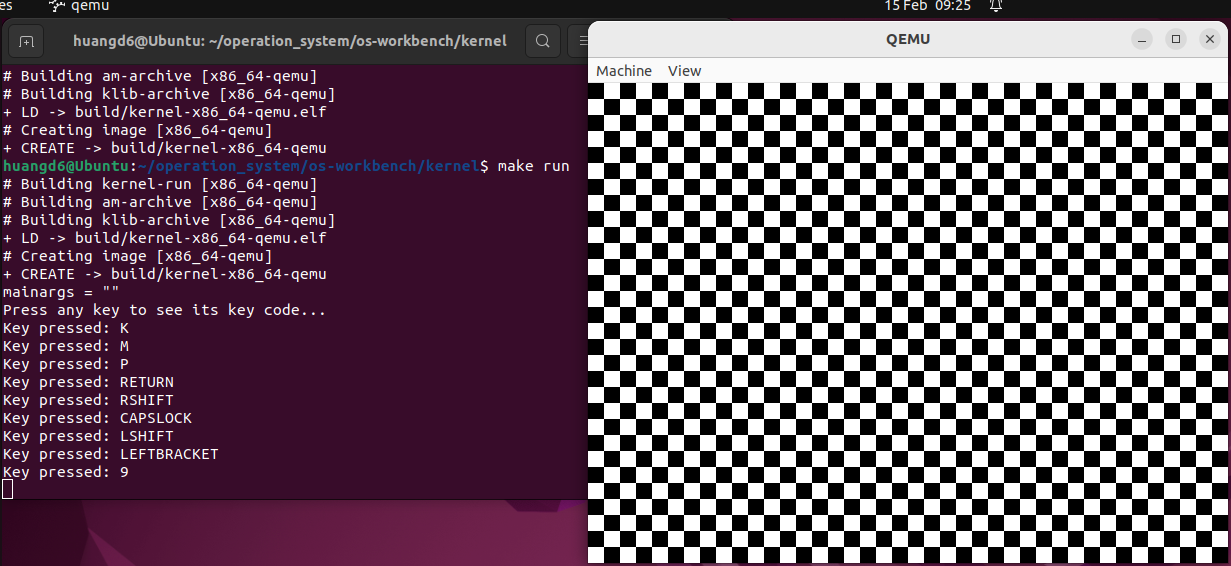 es qemu 15 Feb 09:25
huangd6@Ubuntu: ~/operation_system/os-workbench/kernel
# Building am-archive [x86_64-qemu]
# Building klib-archive [x86_64-qemu]
+ LD -> build/kernel-x86_64-qemu.elf
# Creating image [x86_64-qemu]
+ CREATE -> build/kernel-x86_64-qemu
huangd6@Ubuntu:~/operation_system/os-workbench/kernel$ make run
# Building kernel-run [x86_64-qemu]
# Building am-archive [x86_64-qemu]
# Building klib-archive [x86_64-qemu]
+ LD -> build/kernel-x86_64-qemu.elf
# Creating image [x86_64-qemu]
+ CREATE -> build/kernel-x86_64-qemu
mainargs = ""
Press any key to see its key code...
Key pressed: K
Key pressed: M
Key pressed: P
Key pressed: RETURN
Key pressed: RSHIFT
Key pressed: CAPSLOCK
Key pressed: LSHIFT
Key pressed: LEFTBRACKET
Key pressed: 9
QEMU
Machine View